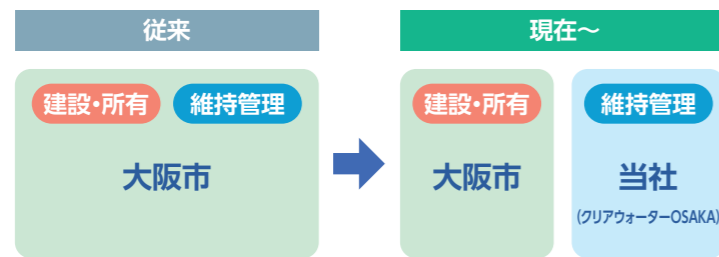 従来
建設・所有 維持管理
大阪市
現在～
建設・所有
大阪市
維持管理
当社
(クリアウォーターOSAKA)